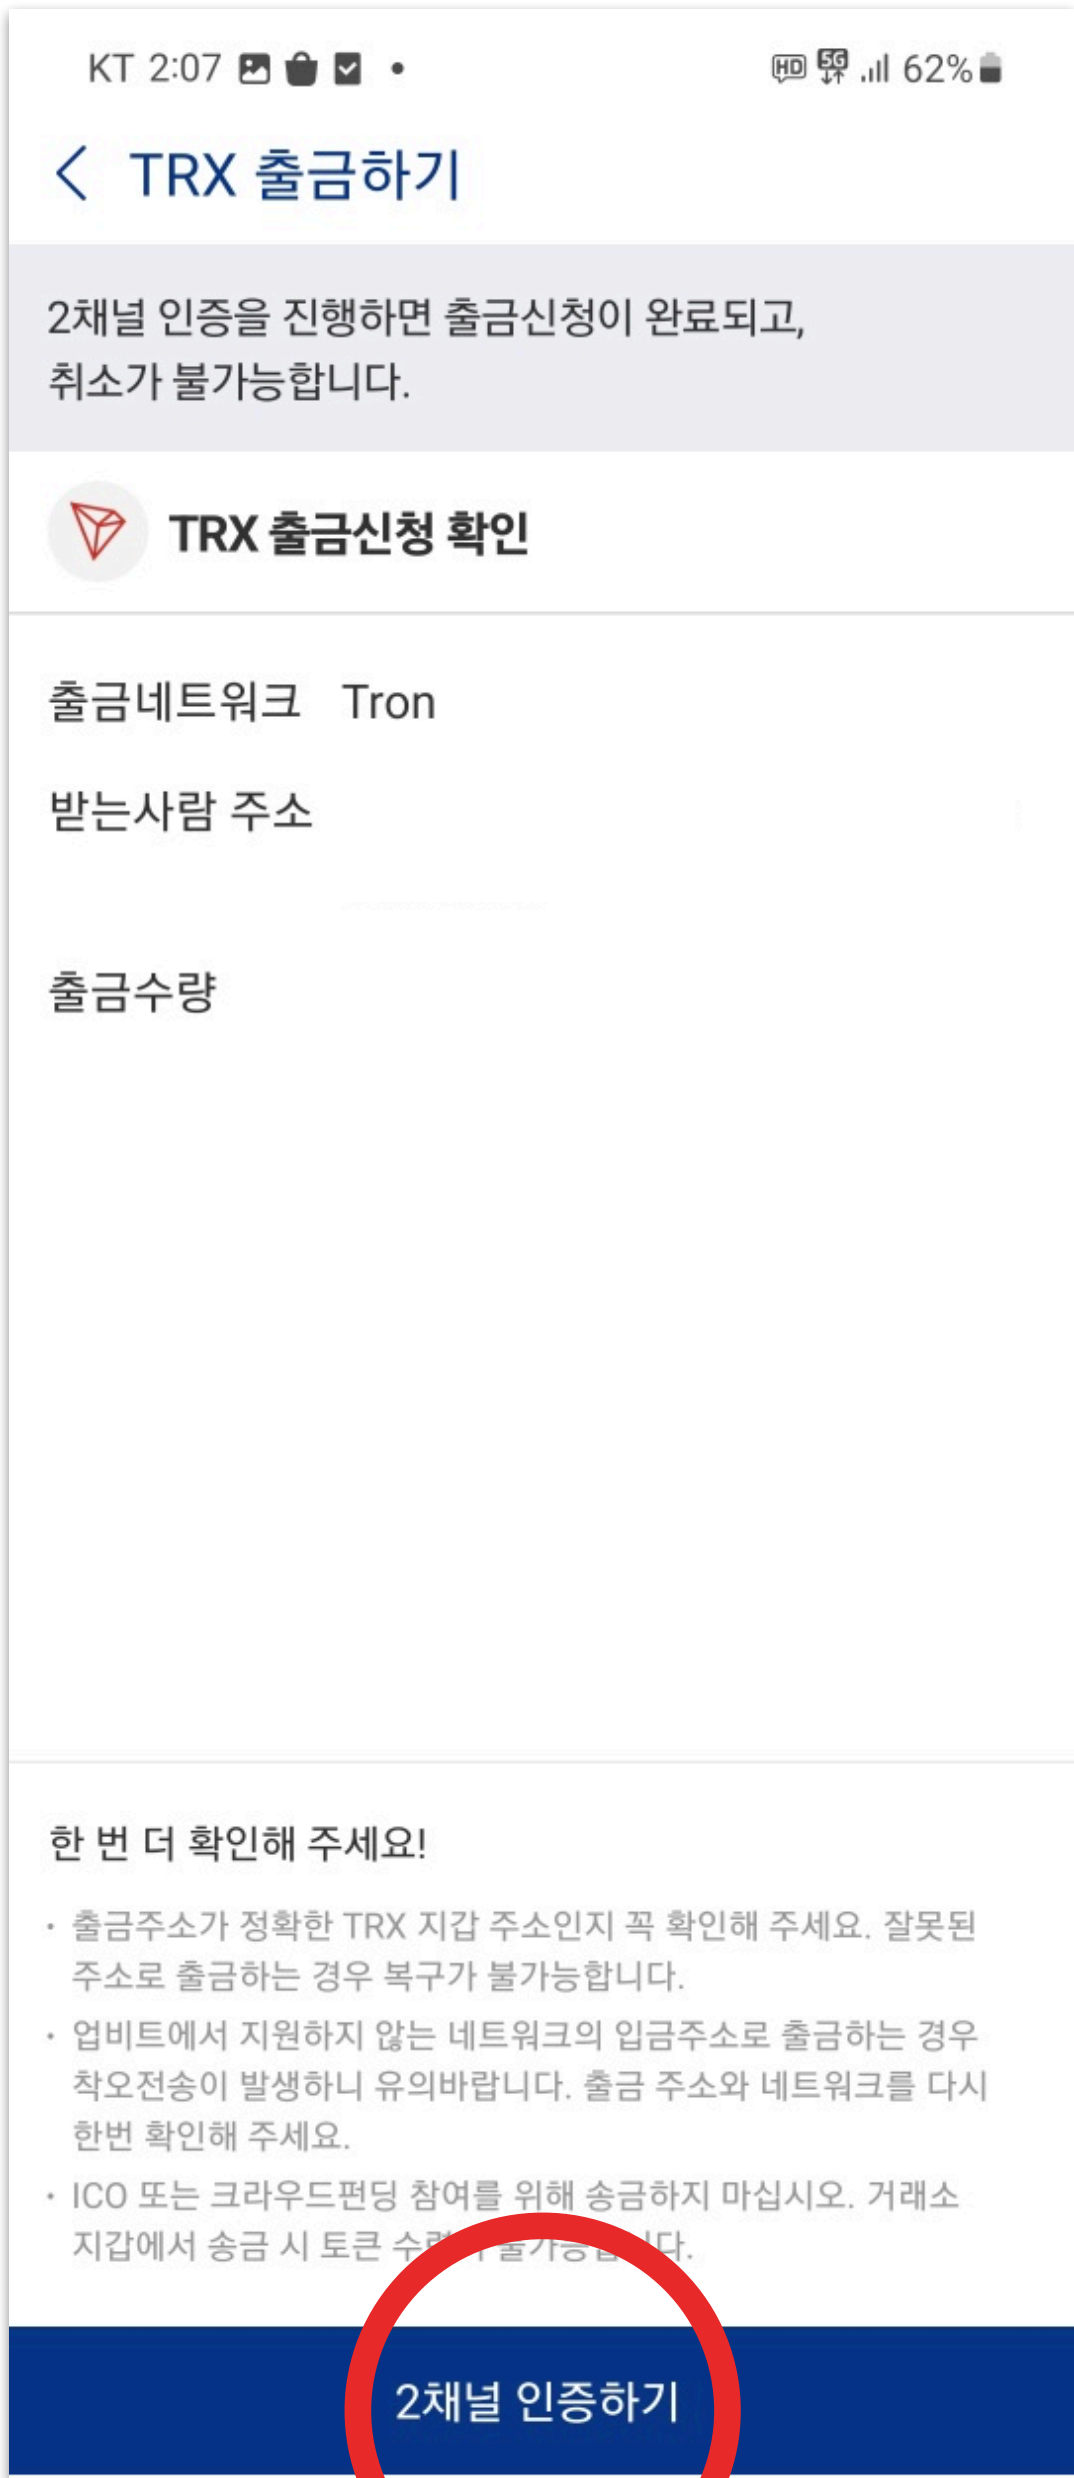 KT 2:07
HD 5G 62%
TRX 출금하기
2채널 인증을 진행하면 출금신청이 완료되고,
취소가 불가능합니다.
TRX 출금신청 확인
출금네트워크 Tron
받는사람 주소
출금수량
한 번 더 확인해 주세요!
· 출금주소가 정확한 TRX 지갑 주소인지 꼭 확인해 주세요. 잘못된
주소로 출금하는 경우 복구가 불가능합니다.
· 업비트에서 지원하지 않는 네트워크의 입금주소로 출금하는 경우
착오전송이 발생하니 유의바랍니다. 출금 주소와 네트워크를 다시
한번 확인해 주세요.
· ICO 또는 크라우드펀딩 참여를 위해 송금하지 마십시오. 거래소
지갑에서 송금 시 토큰
2채널 인증하기